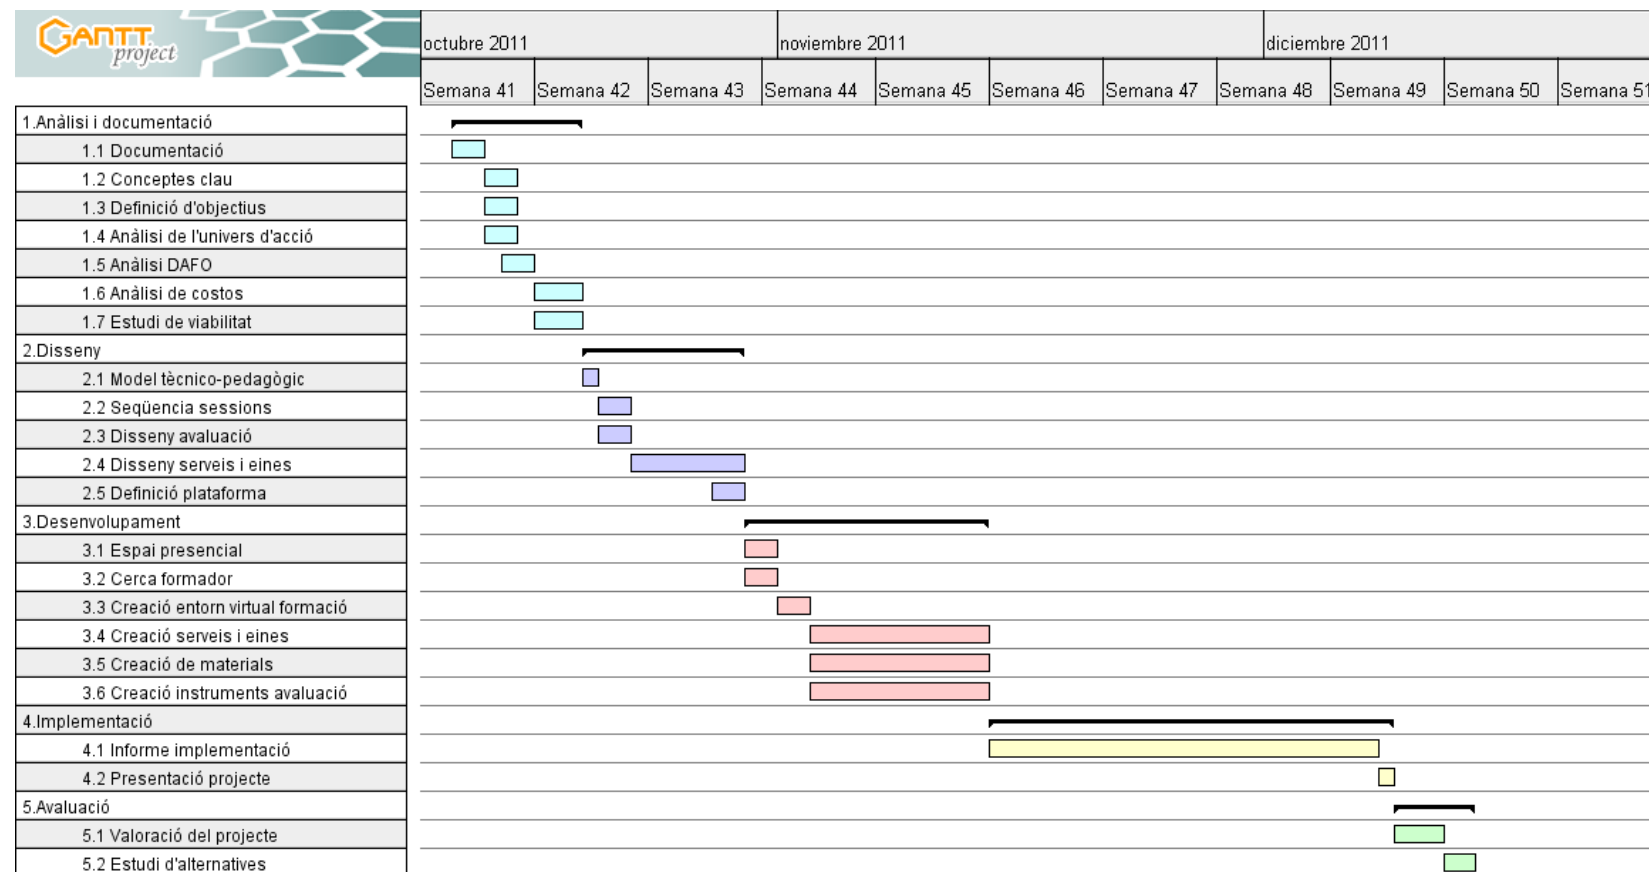 GANTT
project
octubre 2011
noviembre 2011
diciembre 2011
Semana 41
Semana 42
Semana 43
Semana 44
Semana 45
Semana 46
Semana 47
Semana 48
Semana 49
Semana 50
Semana 51
1.Anàlisi i documentació
1.1 Documentació
1.2 Conceptes clau
1.3 Definició d'objectius
1.4 Anàlisi de l'univers d'acció
1.5 Anàlisi DAFO
1.6 Anàlisi de costos
1.7 Estudi de viabilitat
2.Disseny
2.1 Model tècnico-pedagògic
2.2 Seqüencia sessions
2.3 Disseny avaluació
2.4 Disseny serveis i eines
2.5 Definició plataforma
3.Desenvolupament
3.1 Espai presencial
3.2 Cerca formador
3.3 Creació entorn virtual formació
3.4 Creació serveis i eines
3.5 Creació de materials
3.6 Creació instruments avaluació
4.Implementació
4.1 Informe implementació
4.2 Presentació projecte
5.Avaluació
5.1 Valoració del projecte
5.2 Estudi d'alternatives